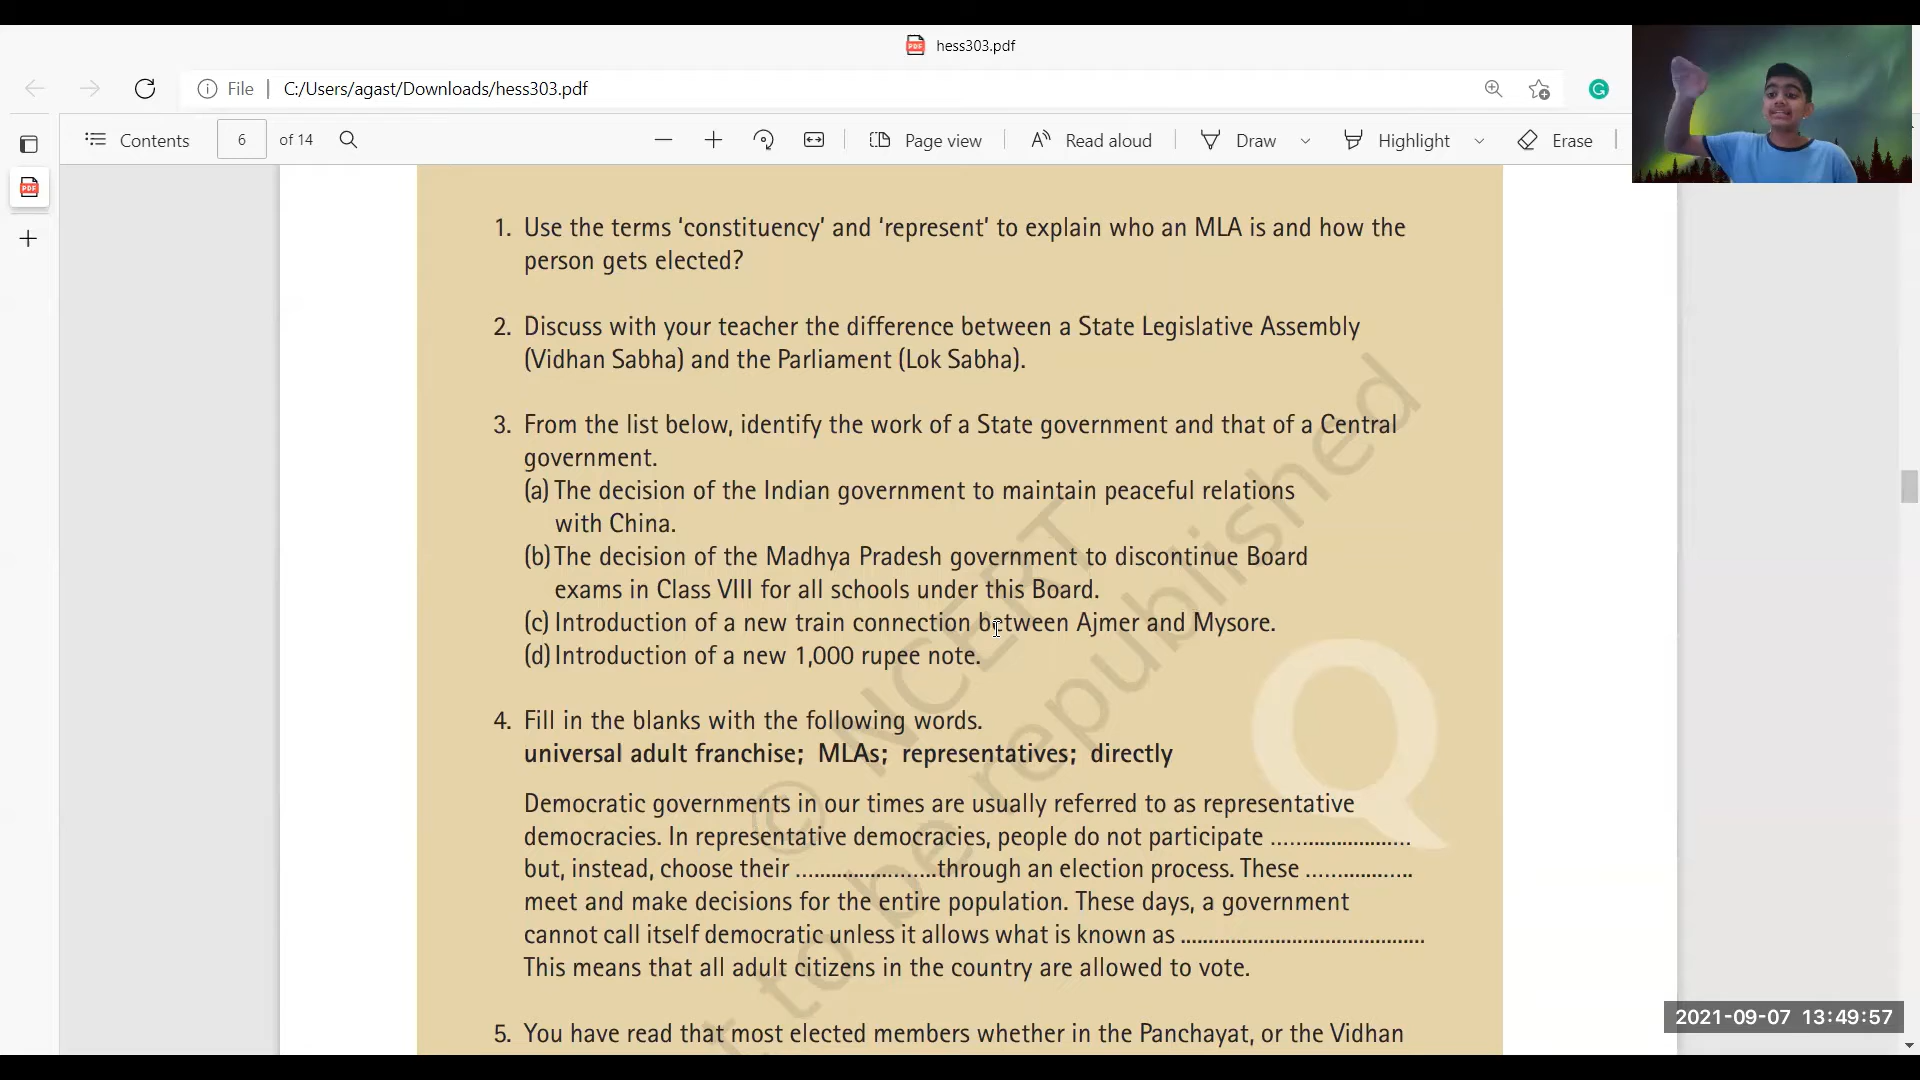 hess303.pdf
File
C:/Users/agast/Downloads/hess303.pdf
Contents
6
of 14
Page view
Read aloud
Draw
Highlight
Erase
1. Use the terms ‘constituency’ and ‘represent’ to explain who an MLA is and how the
person gets elected?
2. Discuss with your teacher the difference between a State Legislative Assembly
(Vidhan Sabha) and the Parliament (Lok Sabha).
3. From the list below, identify the work of a State government and that of a Central
government.
(a) The decision of the Indian government to maintain peaceful relations
with China.
(b) The decision of the Madhya Pradesh government to discontinue Board
exams in Class VIII for all schools under this Board.
(c) Introduction of a new train connection between Ajmer and Mysore.
(d) Introduction of a new 1,000 rupee note.
4. Fill in the blanks with the following words.
universal adult franchise; MLAs; representatives; directly
Democratic governments in our times are usually referred to as representative
democracies. In representative democracies, people do not participate ..........................
but, instead, choose their ..........................through an election process. These ....................
meet and make decisions for the entire population. These days, a government
cannot call itself democratic unless it allows what is known as ............................................
This means that all adult citizens in the country are allowed to vote.
5. You have read that most elected members whether in the Panchayat, or the Vidhan
© NCERT
t to be republished
Q
2021-09-07 13:49:57